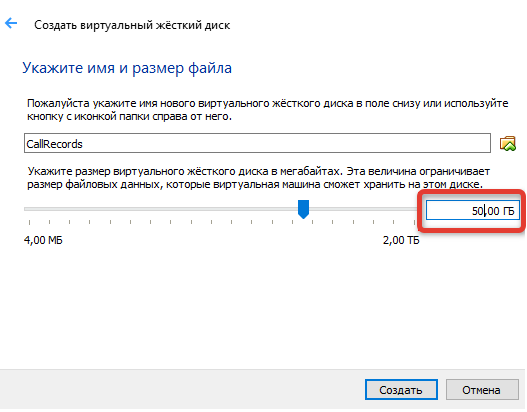 Создать виртуальный жёсткий диск
Укажите имя и размер файла
Пожалуйста укажите имя нового виртуального жёсткого диска в поле снизу или используйте
кнопку с иконкой папки справа от него.
CallRecords
Укажите размер виртуального жёсткого диска в мегабайтах. Эта величина ограничивает
размер файловых данных, которые виртуальная машина сможет хранить на этом диске.
50,00 ГБ
4,00 МБ 2,00 ТБ
Создать Отмена